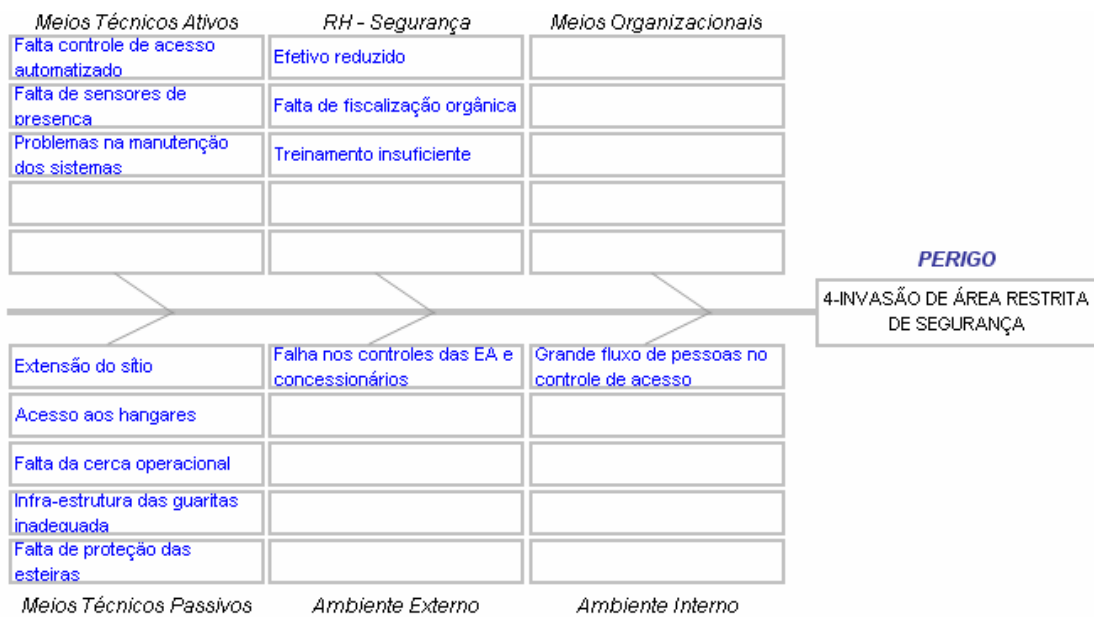 Meios Técnicos Ativos
RH - Segurança
Meios Organizacionais
Falta controle de acesso
automatizado
Efetivo reduzido
Falta de sensores de
presença
Falta de fiscalização orgânica
Problemas na manutenção
dos sistemas
Treinamento insuficiente
PERIGO
4-INVASÃO DE ÁREA RESTRITA
DE SEGURANÇA
Extensão do sítio
Falha nos controles das EA e
concessionários
Grande fluxo de pessoas no
controle de acesso
Acesso aos hangares
Falta da cerca operacional
Infra-estrutura das guaritas
inadequada
Falta de proteção das
esteiras
Meios Técnicos Passivos
Ambiente Externo
Ambiente Interno